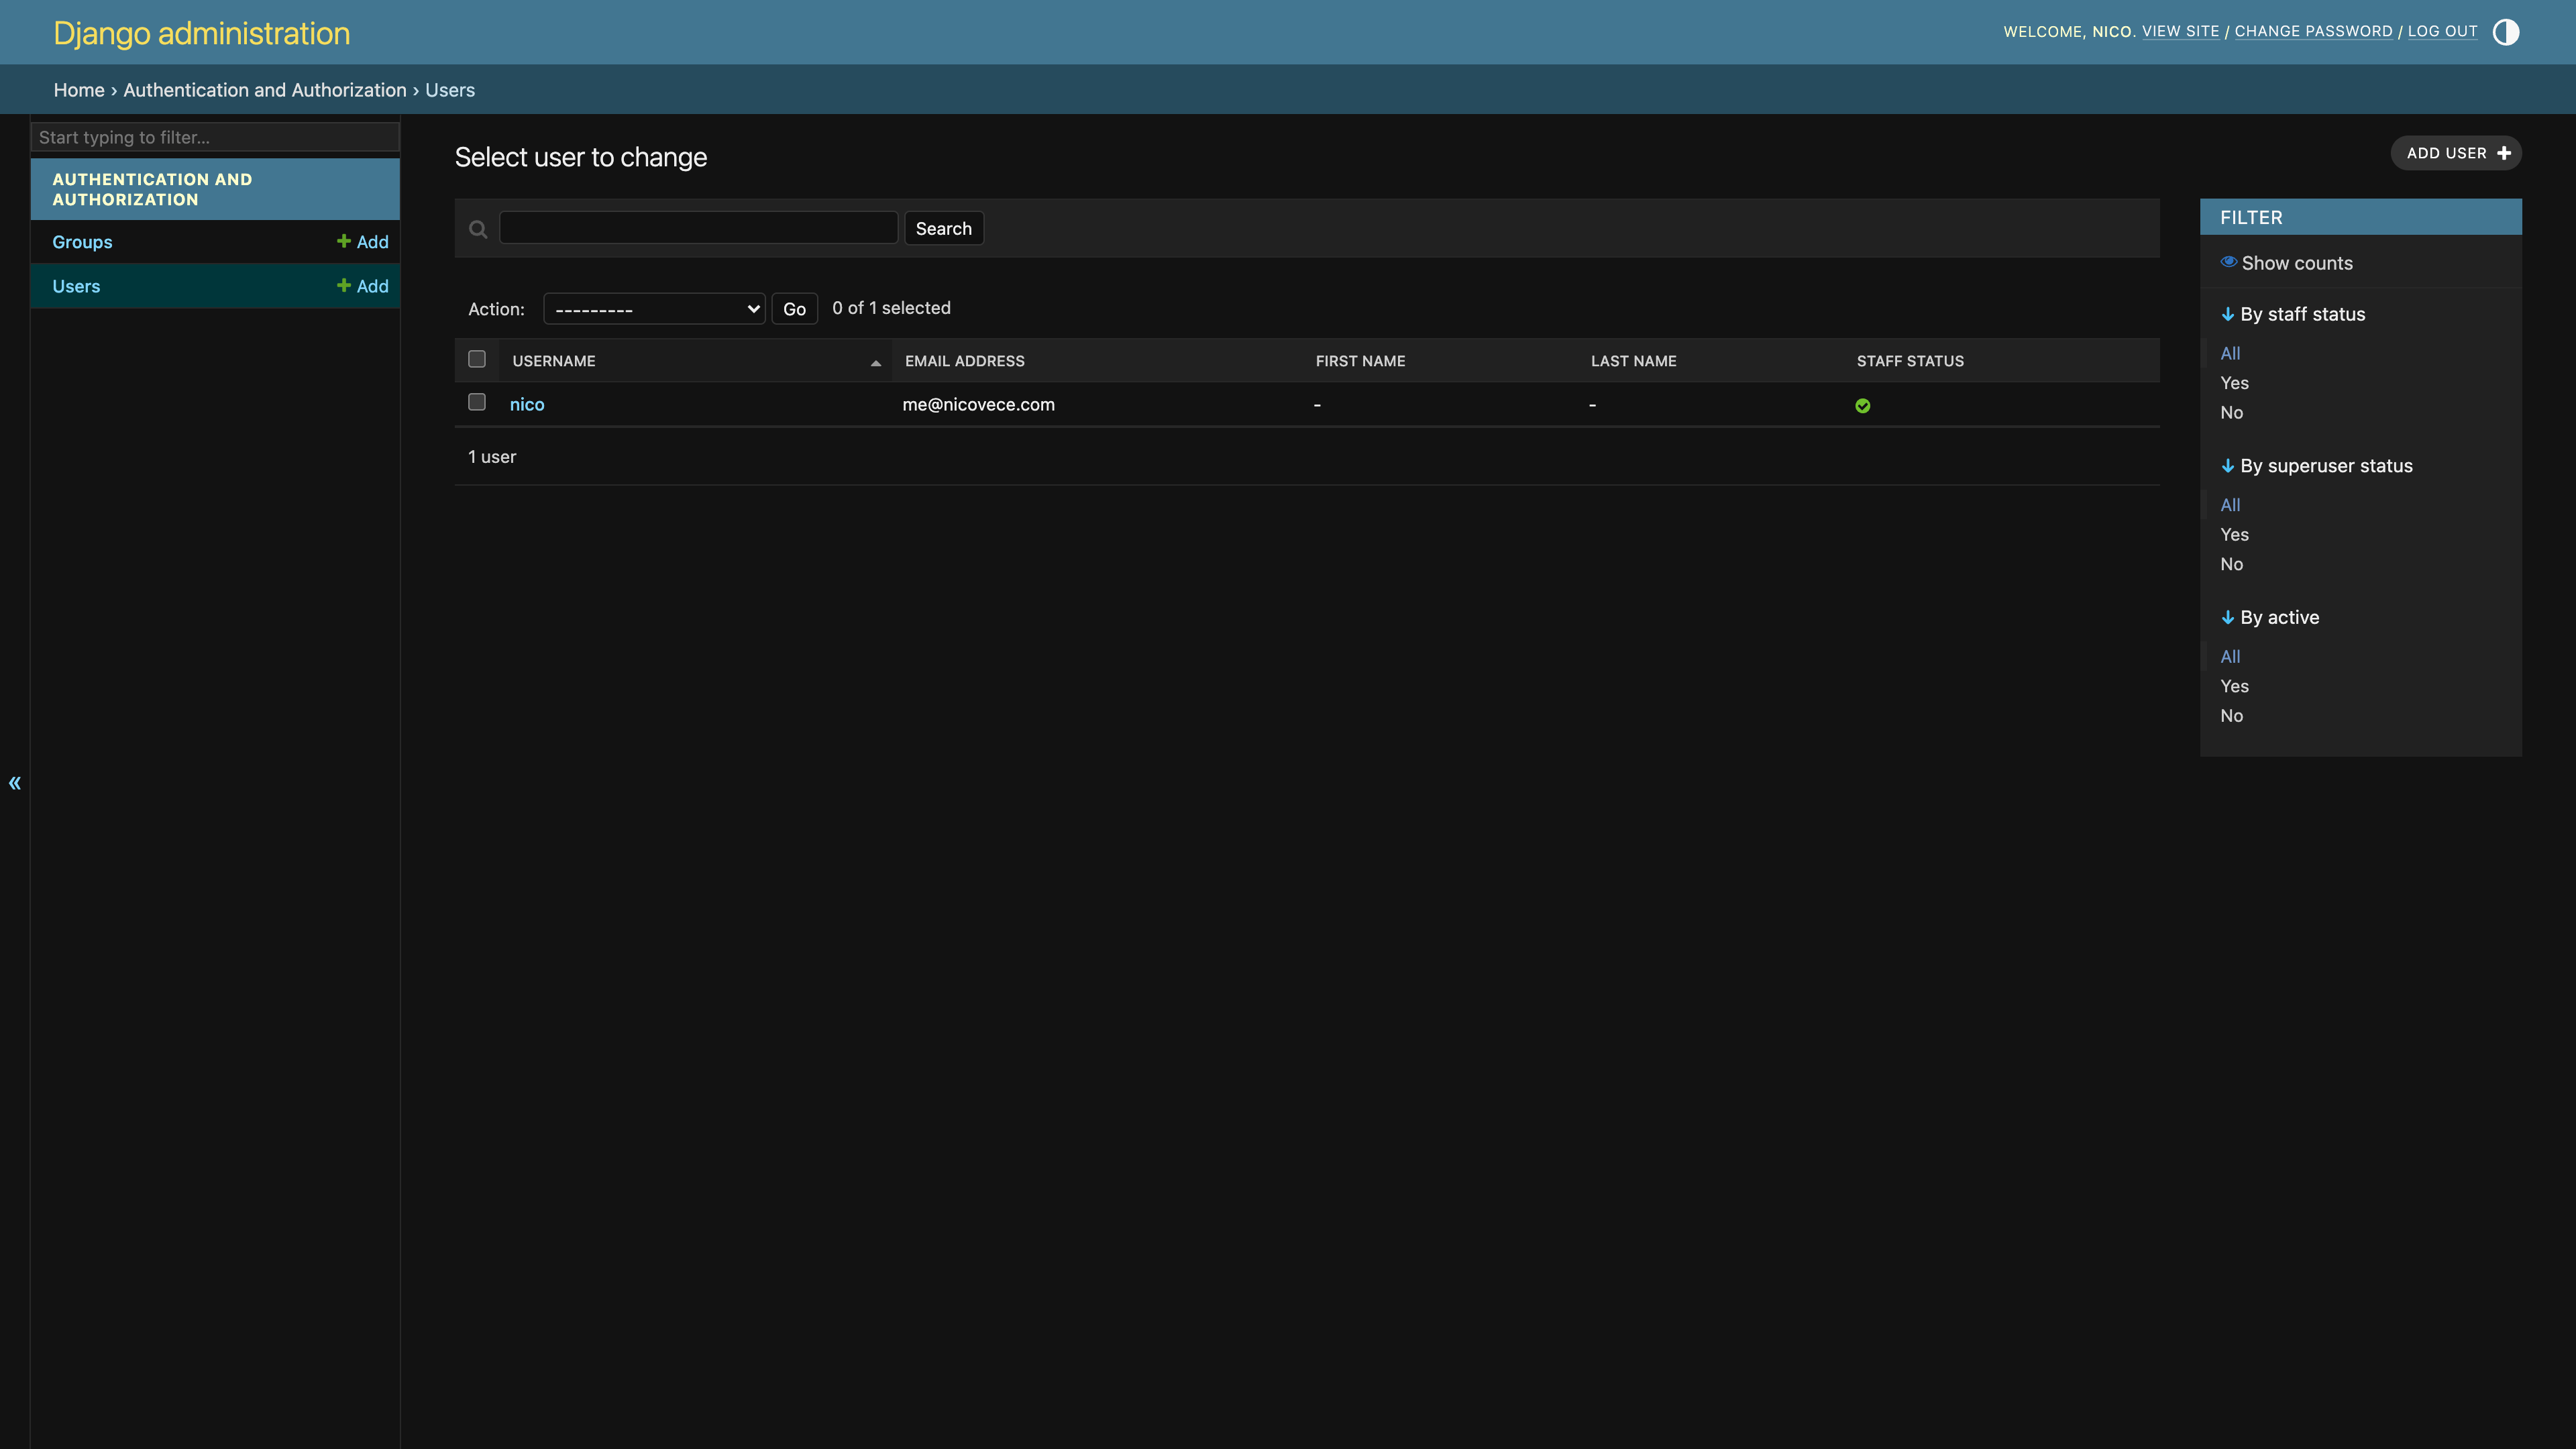 Django administration
WELCOME, NICO. VIEW SITE / CHANGE PASSWORD / LOG OUT
Home › Authentication and Authorization › Users
Start typing to filter...
AUTHENTICATION AND
AUTHORIZATION
Groups
Add
Users
Add
«
Select user to change
ADD USER
Search
Action:
---------
Go
0 of 1 selected
USERNAME
EMAIL ADDRESS
FIRST NAME
LAST NAME
STAFF STATUS
nico
me@nicovece.com
-
-
1 user
FILTER
Show counts
By staff status
All
Yes
No
By superuser status
All
Yes
No
By active
All
Yes
No